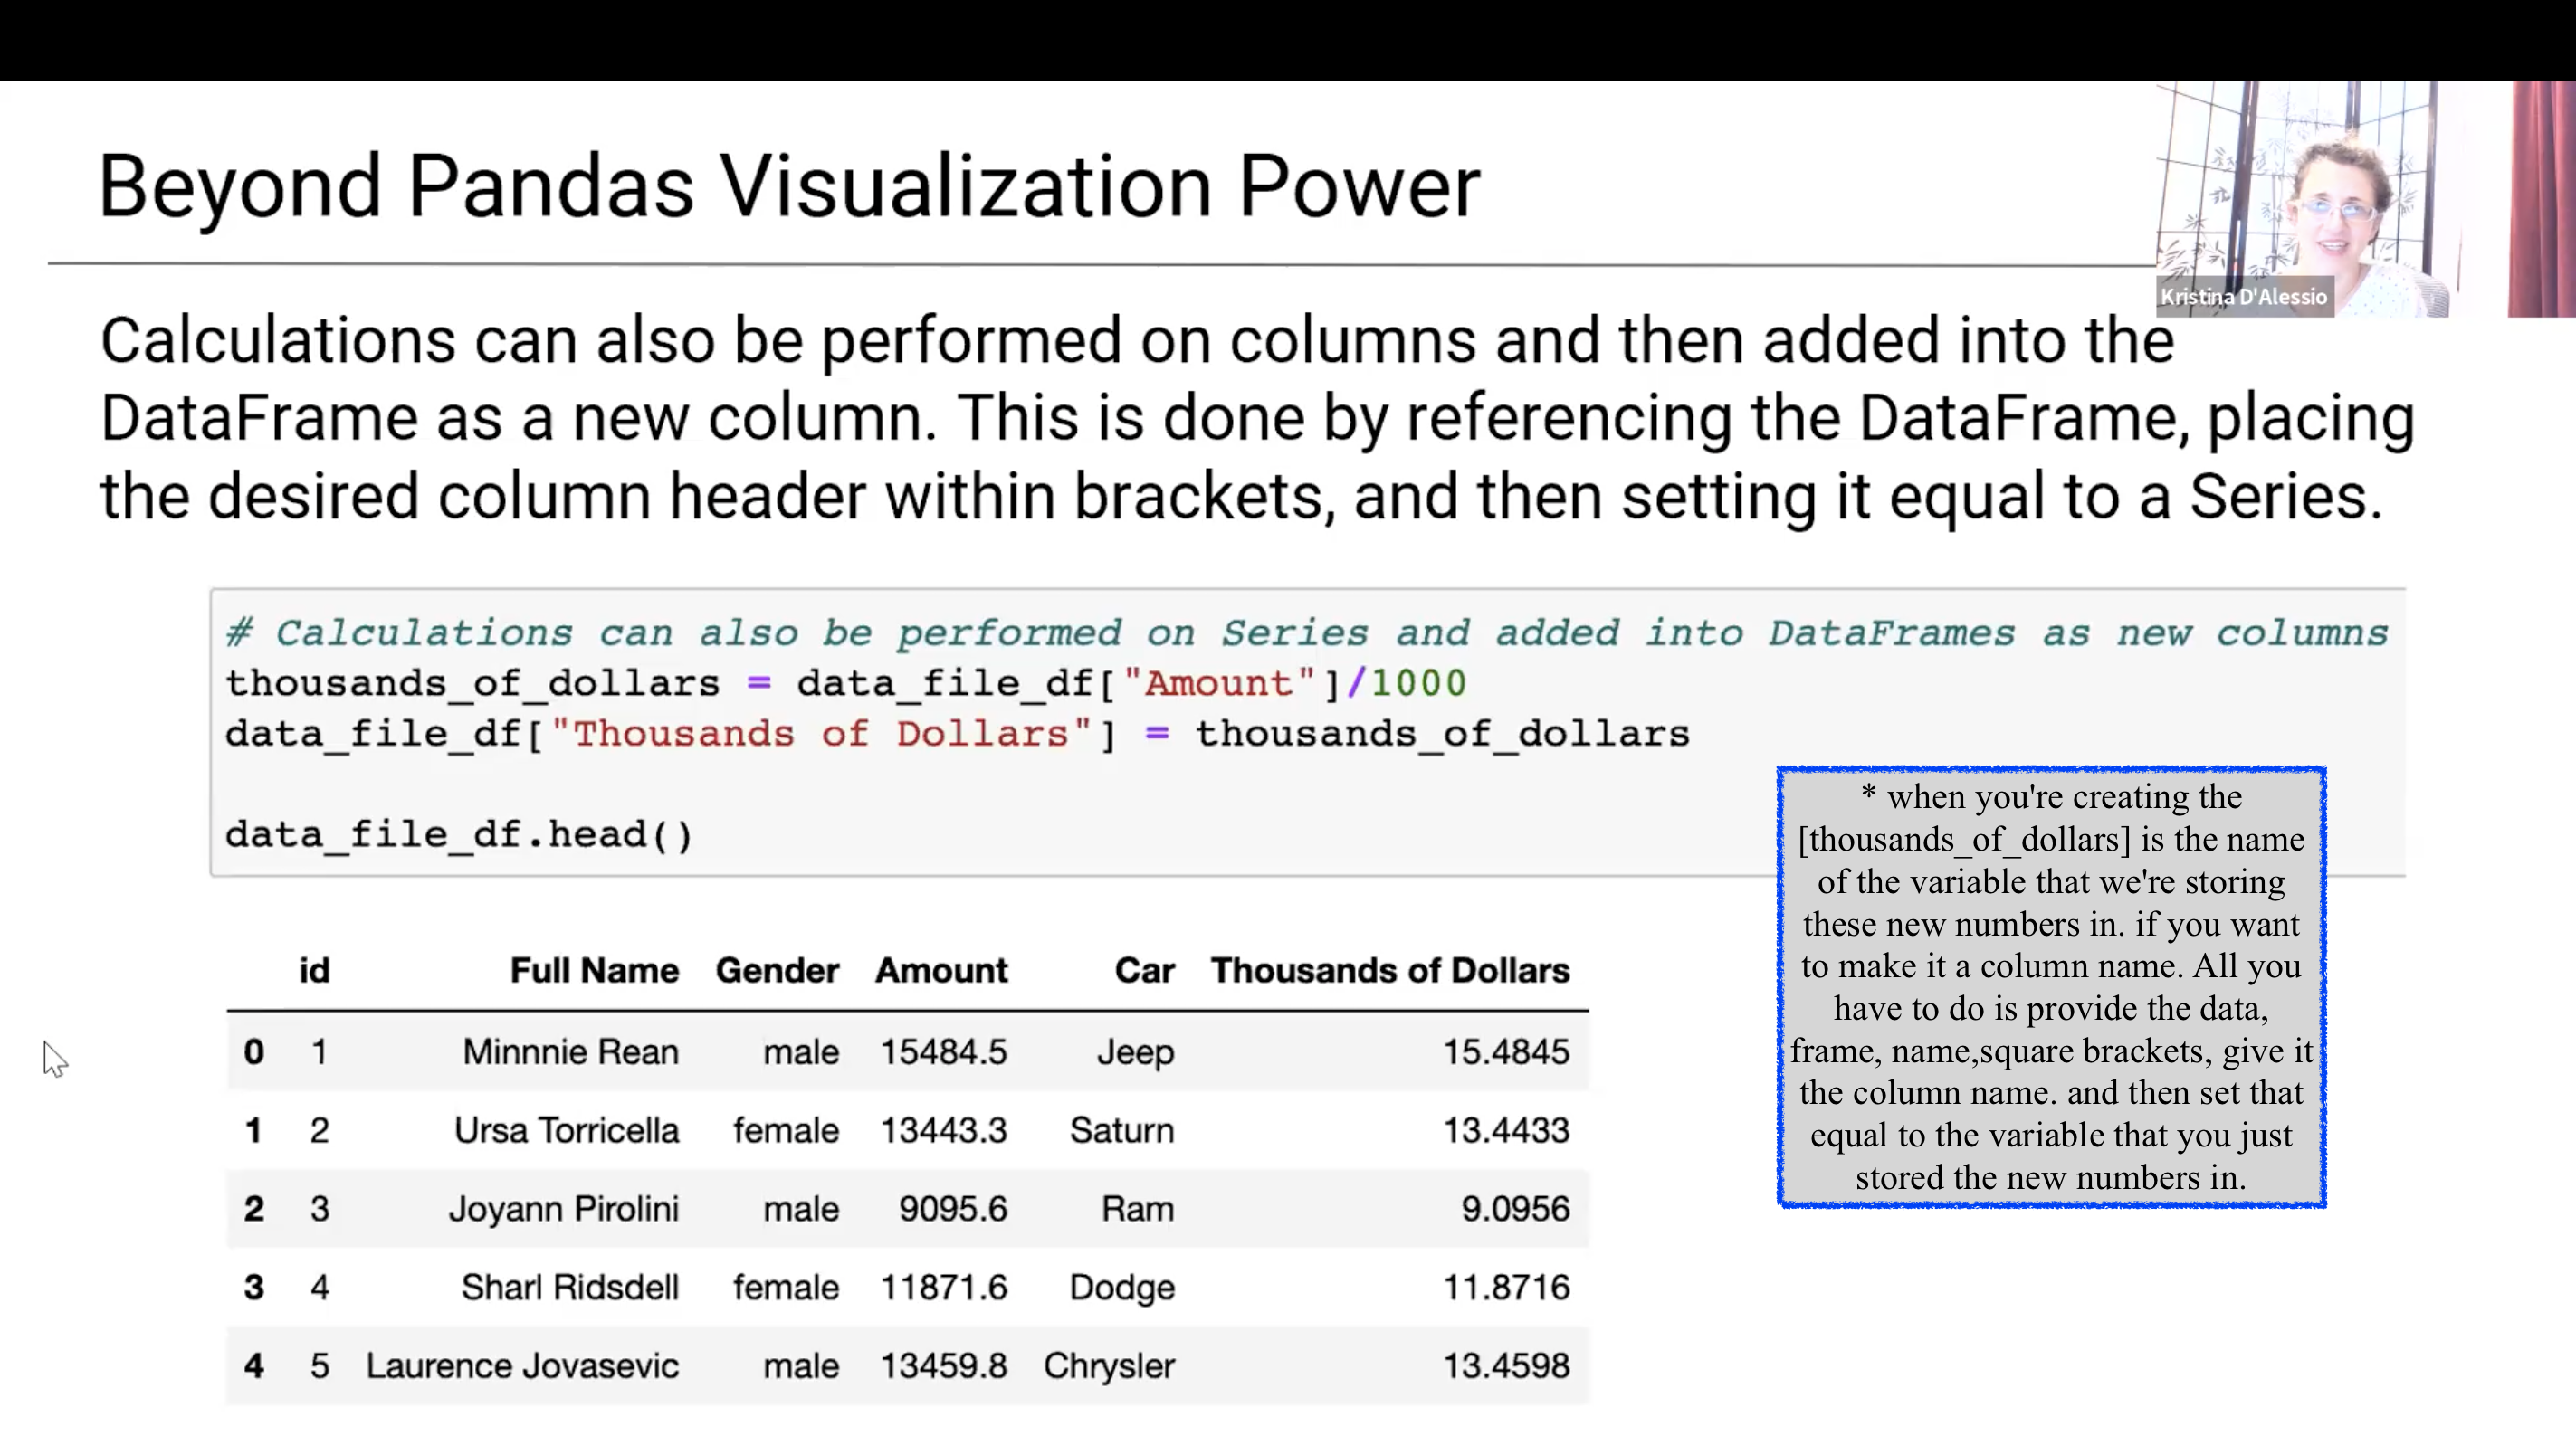 Beyond Pandas Visualization Power
Kristina D'Alessio
Calculations can also be performed on columns and then added into the
DataFrame as a new column. This is done by referencing the DataFrame, placing
the desired column header within brackets, and then setting it equal to a Series.
# Calculations can also be performed on Series and added into DataFrames as new columns
thousands_of_dollars = data_file_df["Amount"]/1000
data_file_df["Thousands of Dollars"] = thousands_of_dollars
data_file_df.head()
* when you're creating the
[thousands_of_dollars] is the name
of the variable that we're storing
these new numbers in. if you want
to make it a column name. All you
have to do is provide the data,
frame, name,square brackets, give it
the column name. and then set that
equal to the variable that you just
stored the new numbers in.
id Full Name Gender Amount Car Thousands of Dollars
0 1 Minnnie Rean male 15484.5 Jeep 15.4845
1 2 Ursa Torricella female 13443.3 Saturn 13.4433
2 3 Joyann Pirolini male 9095.6 Ram 9.0956
3 4 Sharl Ridsdell female 11871.6 Dodge 11.8716
4 5 Laurence Jovasevic male 13459.8 Chrysler 13.4598